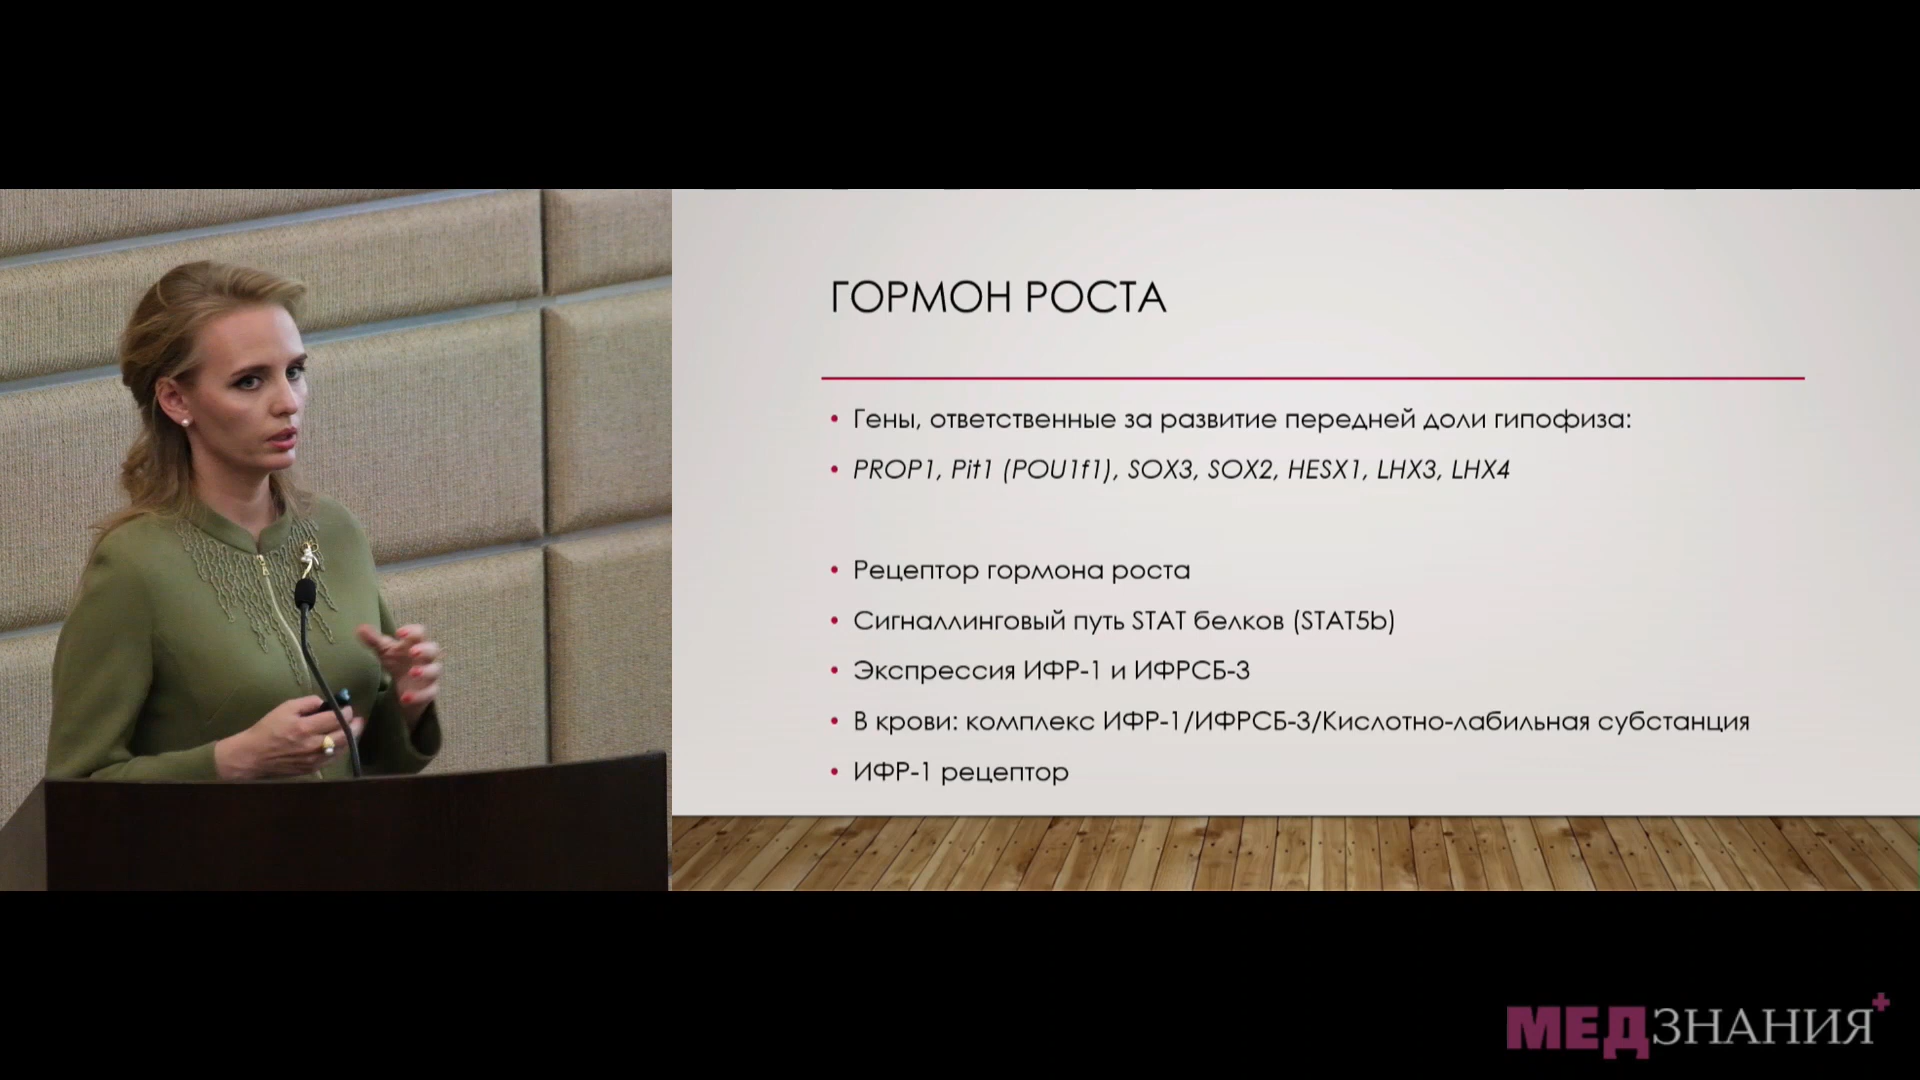 ГОРМОН РОСТА
• Гены, ответственные за развитие передней доли гипофиза:
• PROP1, Pit1 (POU1f1), SOX3, SOX2, HESX1, LHX3, LHX4
• Рецептор гормона роста
• Сигналлинговый путь STAT белков (STAT5b)
• Экспрессия ИФР-1 и ИФРСБ-3
• В крови: комплекс ИФР-1/ИФРСБ-3/Кислотно-лабильная субстанция
• ИФР-1 рецептор
МЕДЗНАНИЯ+